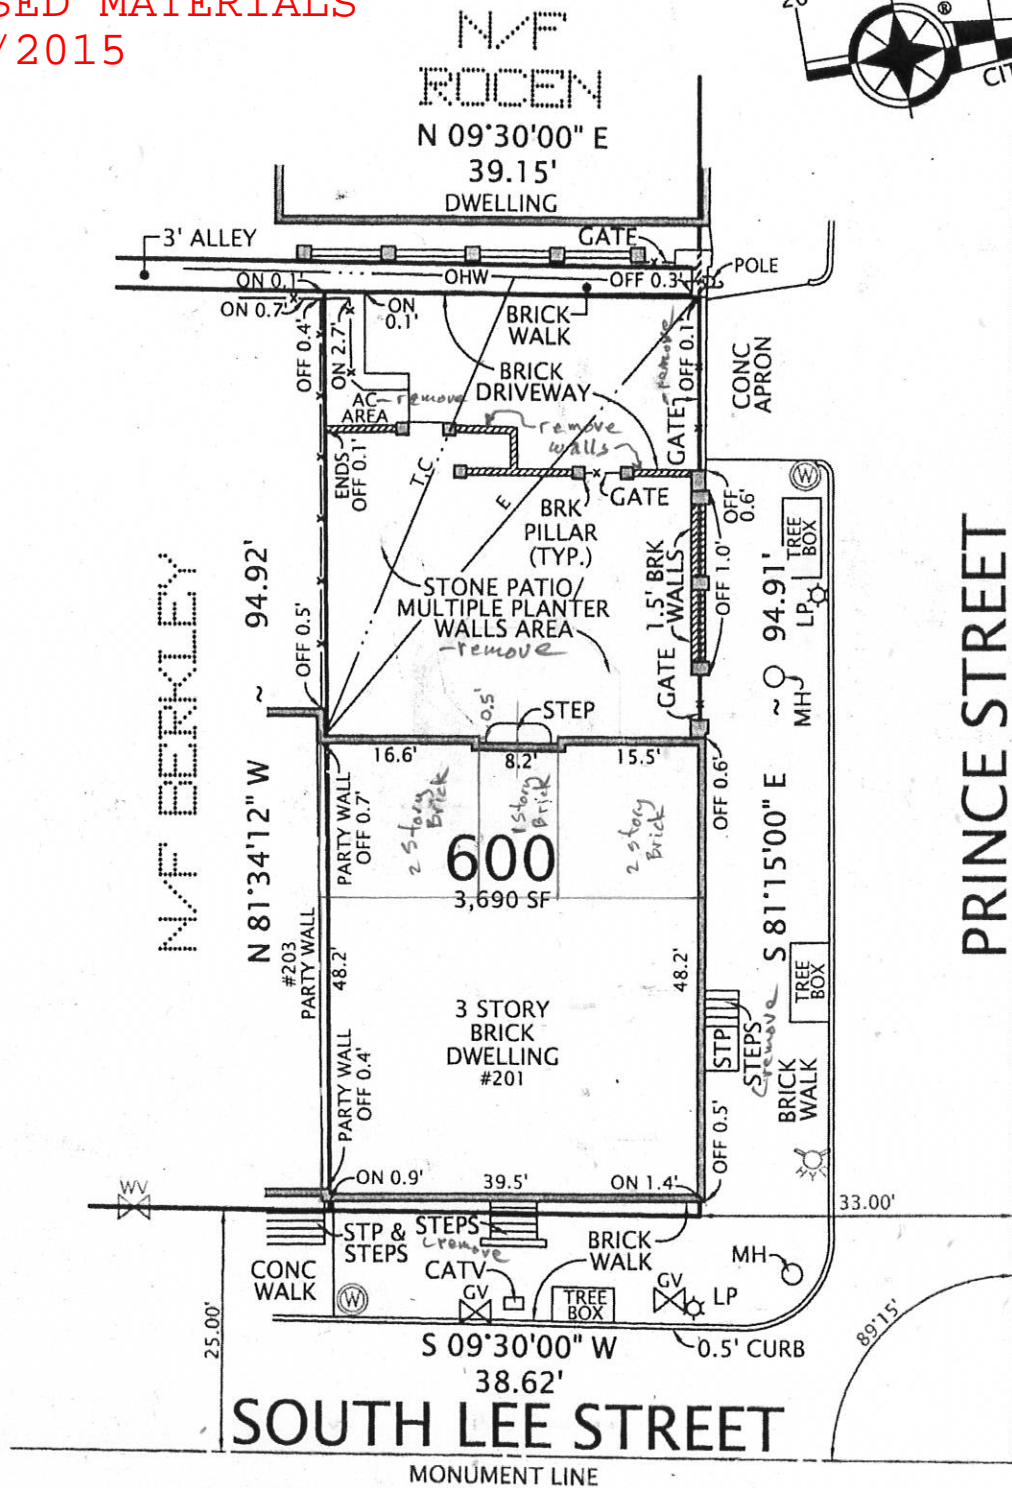 SED MATERIALS
/2015
N/F
ROCEN
N 09°30'00" E
39.15'
DWELLING
20
®
CIT
3' ALLEY
GATE
POLE
ON 0.1'
OHW
OFF 0.3'
ON 0.7'
ON
0.1'
OFF 0.4'
ON 2.7'
BRICK
WALK
remove
OFF 0.1'
CONC
APRON
BRICK
DRIVEWAY
AC
AREA
remove
remove
walls
GATE
ENDS
OFF 0.1'
T.C
E
GATE
OFF
0.6'
W
BRK
PILLAR
(TYP.)
TREE
BOX
1.5' BRK
WALLS
OFF 1.0'
STONE PATIO/
MULTIPLE PLANTER
WALLS AREA
-remove
LP
N/F BERKLEY
N 81°34'12" W ~ 94.92'
OFF 0.5'
GATE
MH
S 81°15'00" E ~ 94.91'
PRINCE STREET
0.5'
STEP
16.6'
8.2'
15.5'
OFF 0.6'
PARTY WALL
OFF 0.7'
2 Story
Brick
1 Story
Brick
2 story
Brick
600
3,690 SF
#203
PARTY WALL
48.2'
48.2'
3 STORY
BRICK
DWELLING
#201
TREE
BOX
STP
STEPS
remove
BRICK
WALK
PARTY WALL
OFF 0.4'
OFF 0.5'
HYD
ON 0.9'
39.5'
ON 1.4'
WV
33.00'
STP &
STEPS
STEPS
remove
BRICK
WALK
MH
CONC
WALK
W
CATV
GV
TREE
BOX
GV
LP
25.00'
S 09°30'00" W
38.62'
0.5' CURB
89°15'
SOUTH LEE STREET
MONUMENT LINE